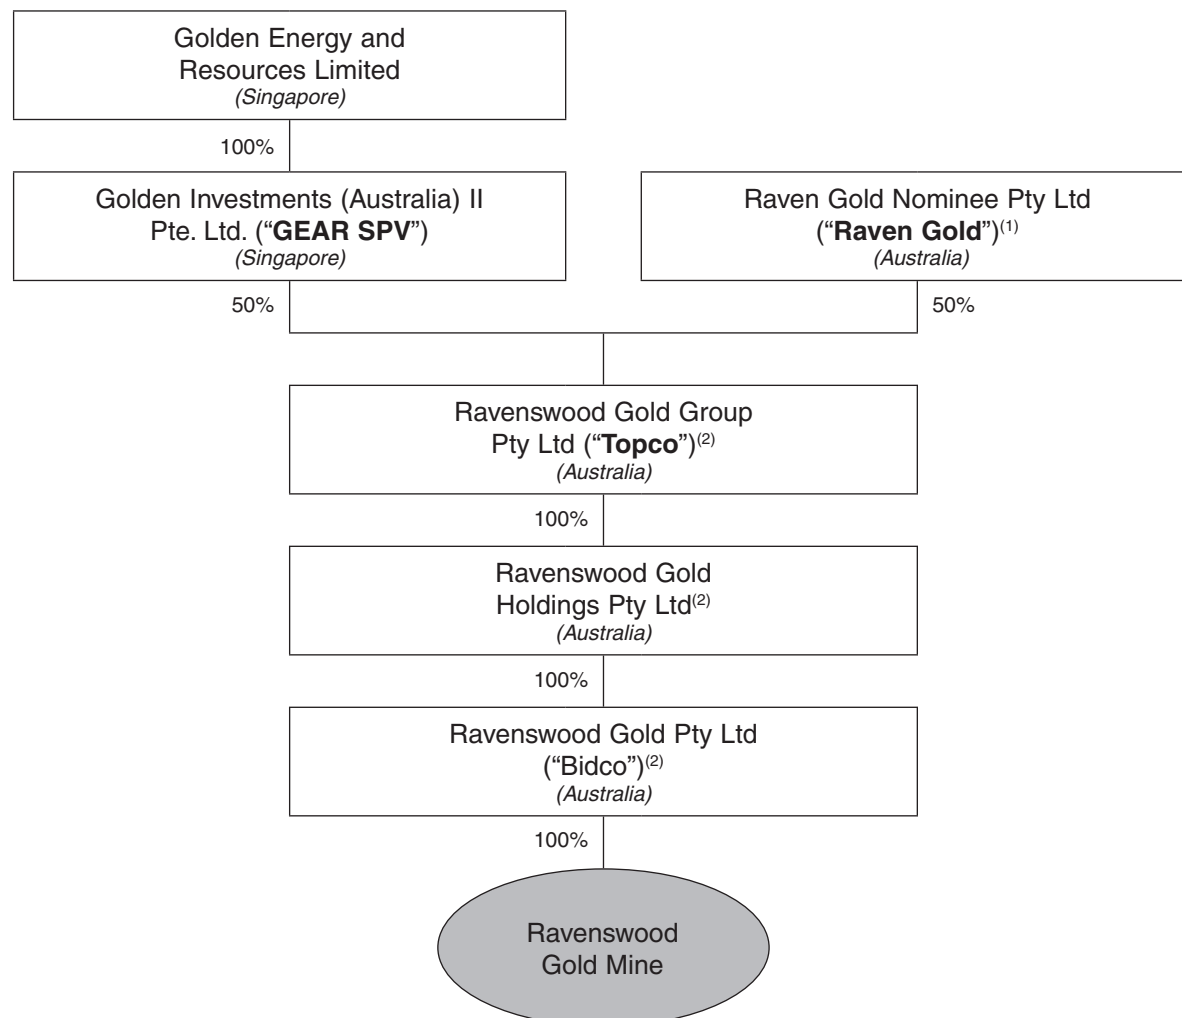 Golden Energy and
Resources Limited
(Singapore)
100%
Golden Investments (Australia) II
Pte. Ltd. (“GEAR SPV”)
(Singapore)
Raven Gold Nominee Pty Ltd
(“Raven Gold”)(1)
(Australia)
50%
50%
Ravenswood Gold Group
Pty Ltd (“Topco”)(2)
(Australia)
100%
Ravenswood Gold
Holdings Pty Ltd(2)
(Australia)
100%
Ravenswood Gold Pty Ltd
(“Bidco”)(2)
(Australia)
100%
Ravenswood
Gold Mine